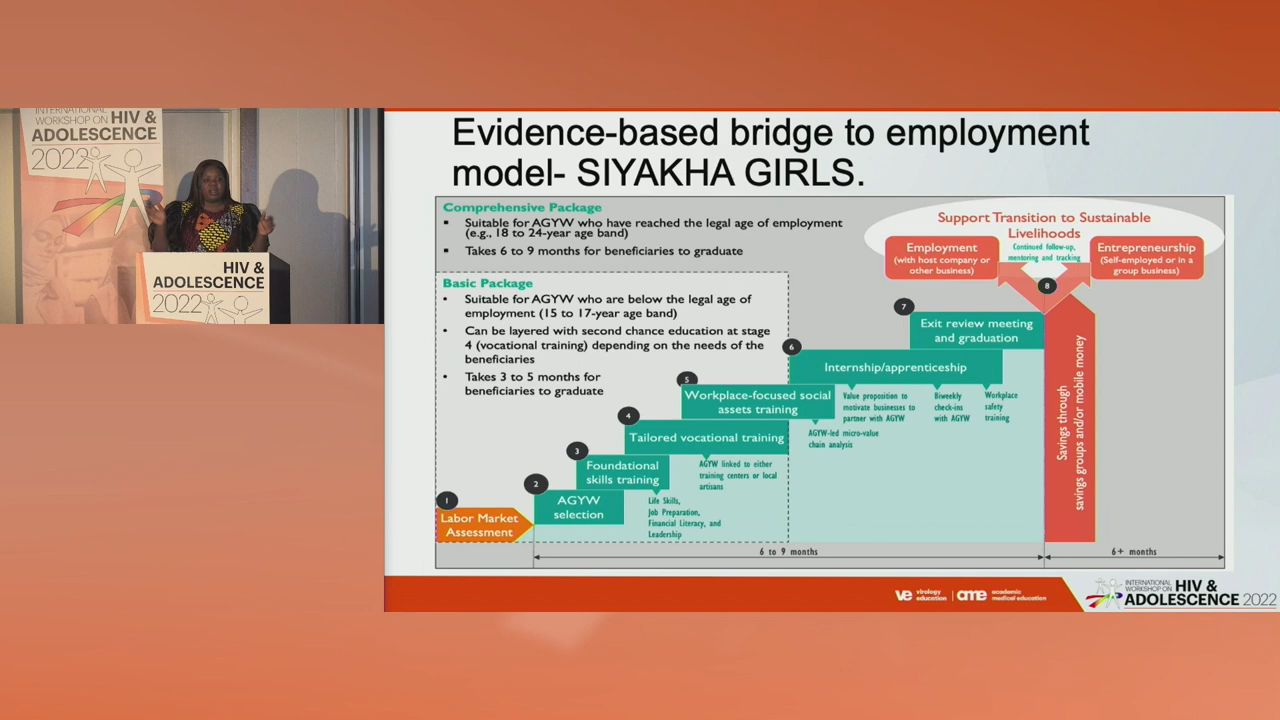 INTERNATIONAL
WORKSHOP ON HIV &
ADOLESCENCE
2022
HIV &
ADOLESCENCE
2022
Evidence-based bridge to employment
model- SIYAKHA GIRLS.
Comprehensive Package
▪ Suitable for AGYW who have reached the legal age of employment
(e.g., 18 to 24-year age band)
▪ Takes 6 to 9 months for beneficiaries to graduate
Basic Package
• Suitable for AGYW who are below the legal age of
employment (15 to 17-year age band)
• Can be layered with second chance education at stage
4 (vocational training) depending on the needs of the
beneficiaries
• Takes 3 to 5 months for
beneficiaries to graduate
1
Labor Market
Assessment
2
AGYW
selection
3
Foundational
skills training
Life Skills,
Job Preparation,
Financial Literacy, and
Leadership
4
Tailored vocational training
AGYW linked to either
training centers or local
artisans
5
Workplace-focused social
assets training
AGYW-led micro-value
chain analysis
6
Internship/apprenticeship
Value proposition to
motivate businesses to
partner with AGYW
Biweekly
check-ins
with AGYW
Workplace
safety
training
7
Exit review meeting
and graduation
8
Support Transition to Sustainable
Livelihoods
Employment
(with host company or
other business)
Continued follow-up,
mentoring and tracking
Entrepreneurship
(Self-employed or in a
group business)
Savings through
savings groups and/or mobile money
6 to 9 months
6+ months
ve virology
education
ame academic
medical education
INTERNATIONAL
WORKSHOP ON HIV &
ADOLESCENCE 2022